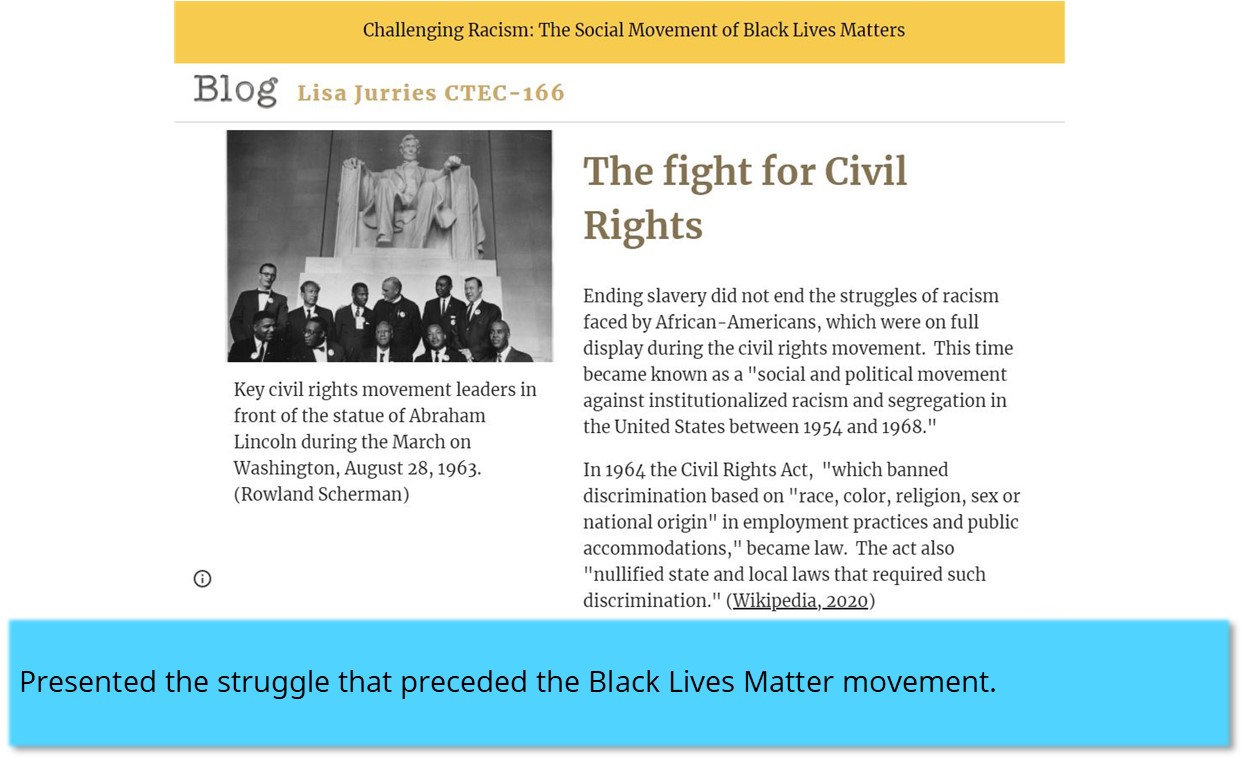 Challenging Racism: The Social Movement of Black Lives Matters
Blog Lisa Jurries CTEC-166
Key civil rights movement leaders in
front of the statue of Abraham
Lincoln during the March on
Washington, August 28, 1963.
(Rowland Scherman)
The fight for Civil
Rights
Ending slavery did not end the struggles of racism
faced by African-Americans, which were on full
display during the civil rights movement.  This time
became known as a "social and political movement
against institutionalized racism and segregation in
the United States between 1954 and 1968."
In 1964 the Civil Rights Act,  "which banned
discrimination based on "race, color, religion, sex or
national origin" in employment practices and public
accommodations," became law.  The act also
"nullified state and local laws that required such
discrimination." (Wikipedia, 2020)
Presented the struggle that preceded the Black Lives Matter movement.